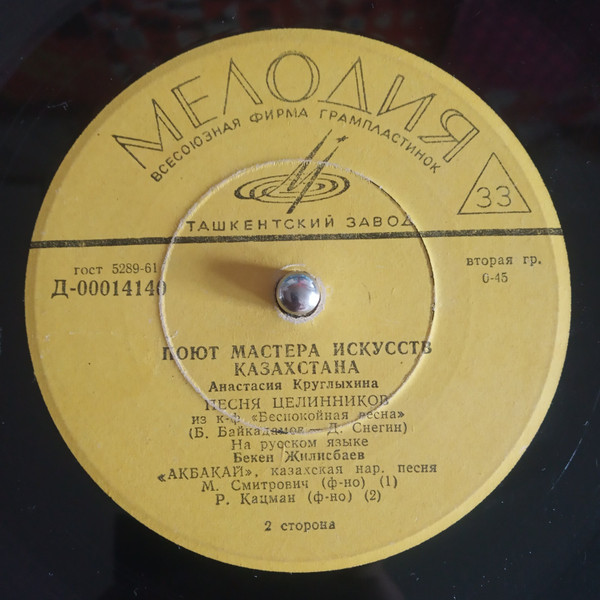 МЕЛОДИЯ
ВСЕСОЮЗНАЯ ФИРМА ГРАМПЛАСТИНОК
33
ТАШКЕНТСКИЙ ЗАВОД
гост 5289-61
вторая гр.
Д-00014140
0-45
ПОЮТ МАСТЕРА ИСКУССТВ
КАЗАХСТАНА
Анастасия Круглыхина
ПЕСНЯ ЦЕЛИННИКОВ
из к-ф. «Беспокойная весна»
(Б. Байкадамов — Д. Снегин)
На русском языке
Бекен Жилисбаев
«АКБАКАЙ», казахская нар. песня
М. Смитрович (ф-но) (1)
Р. Кацман (ф-но) (2)
2 сторона